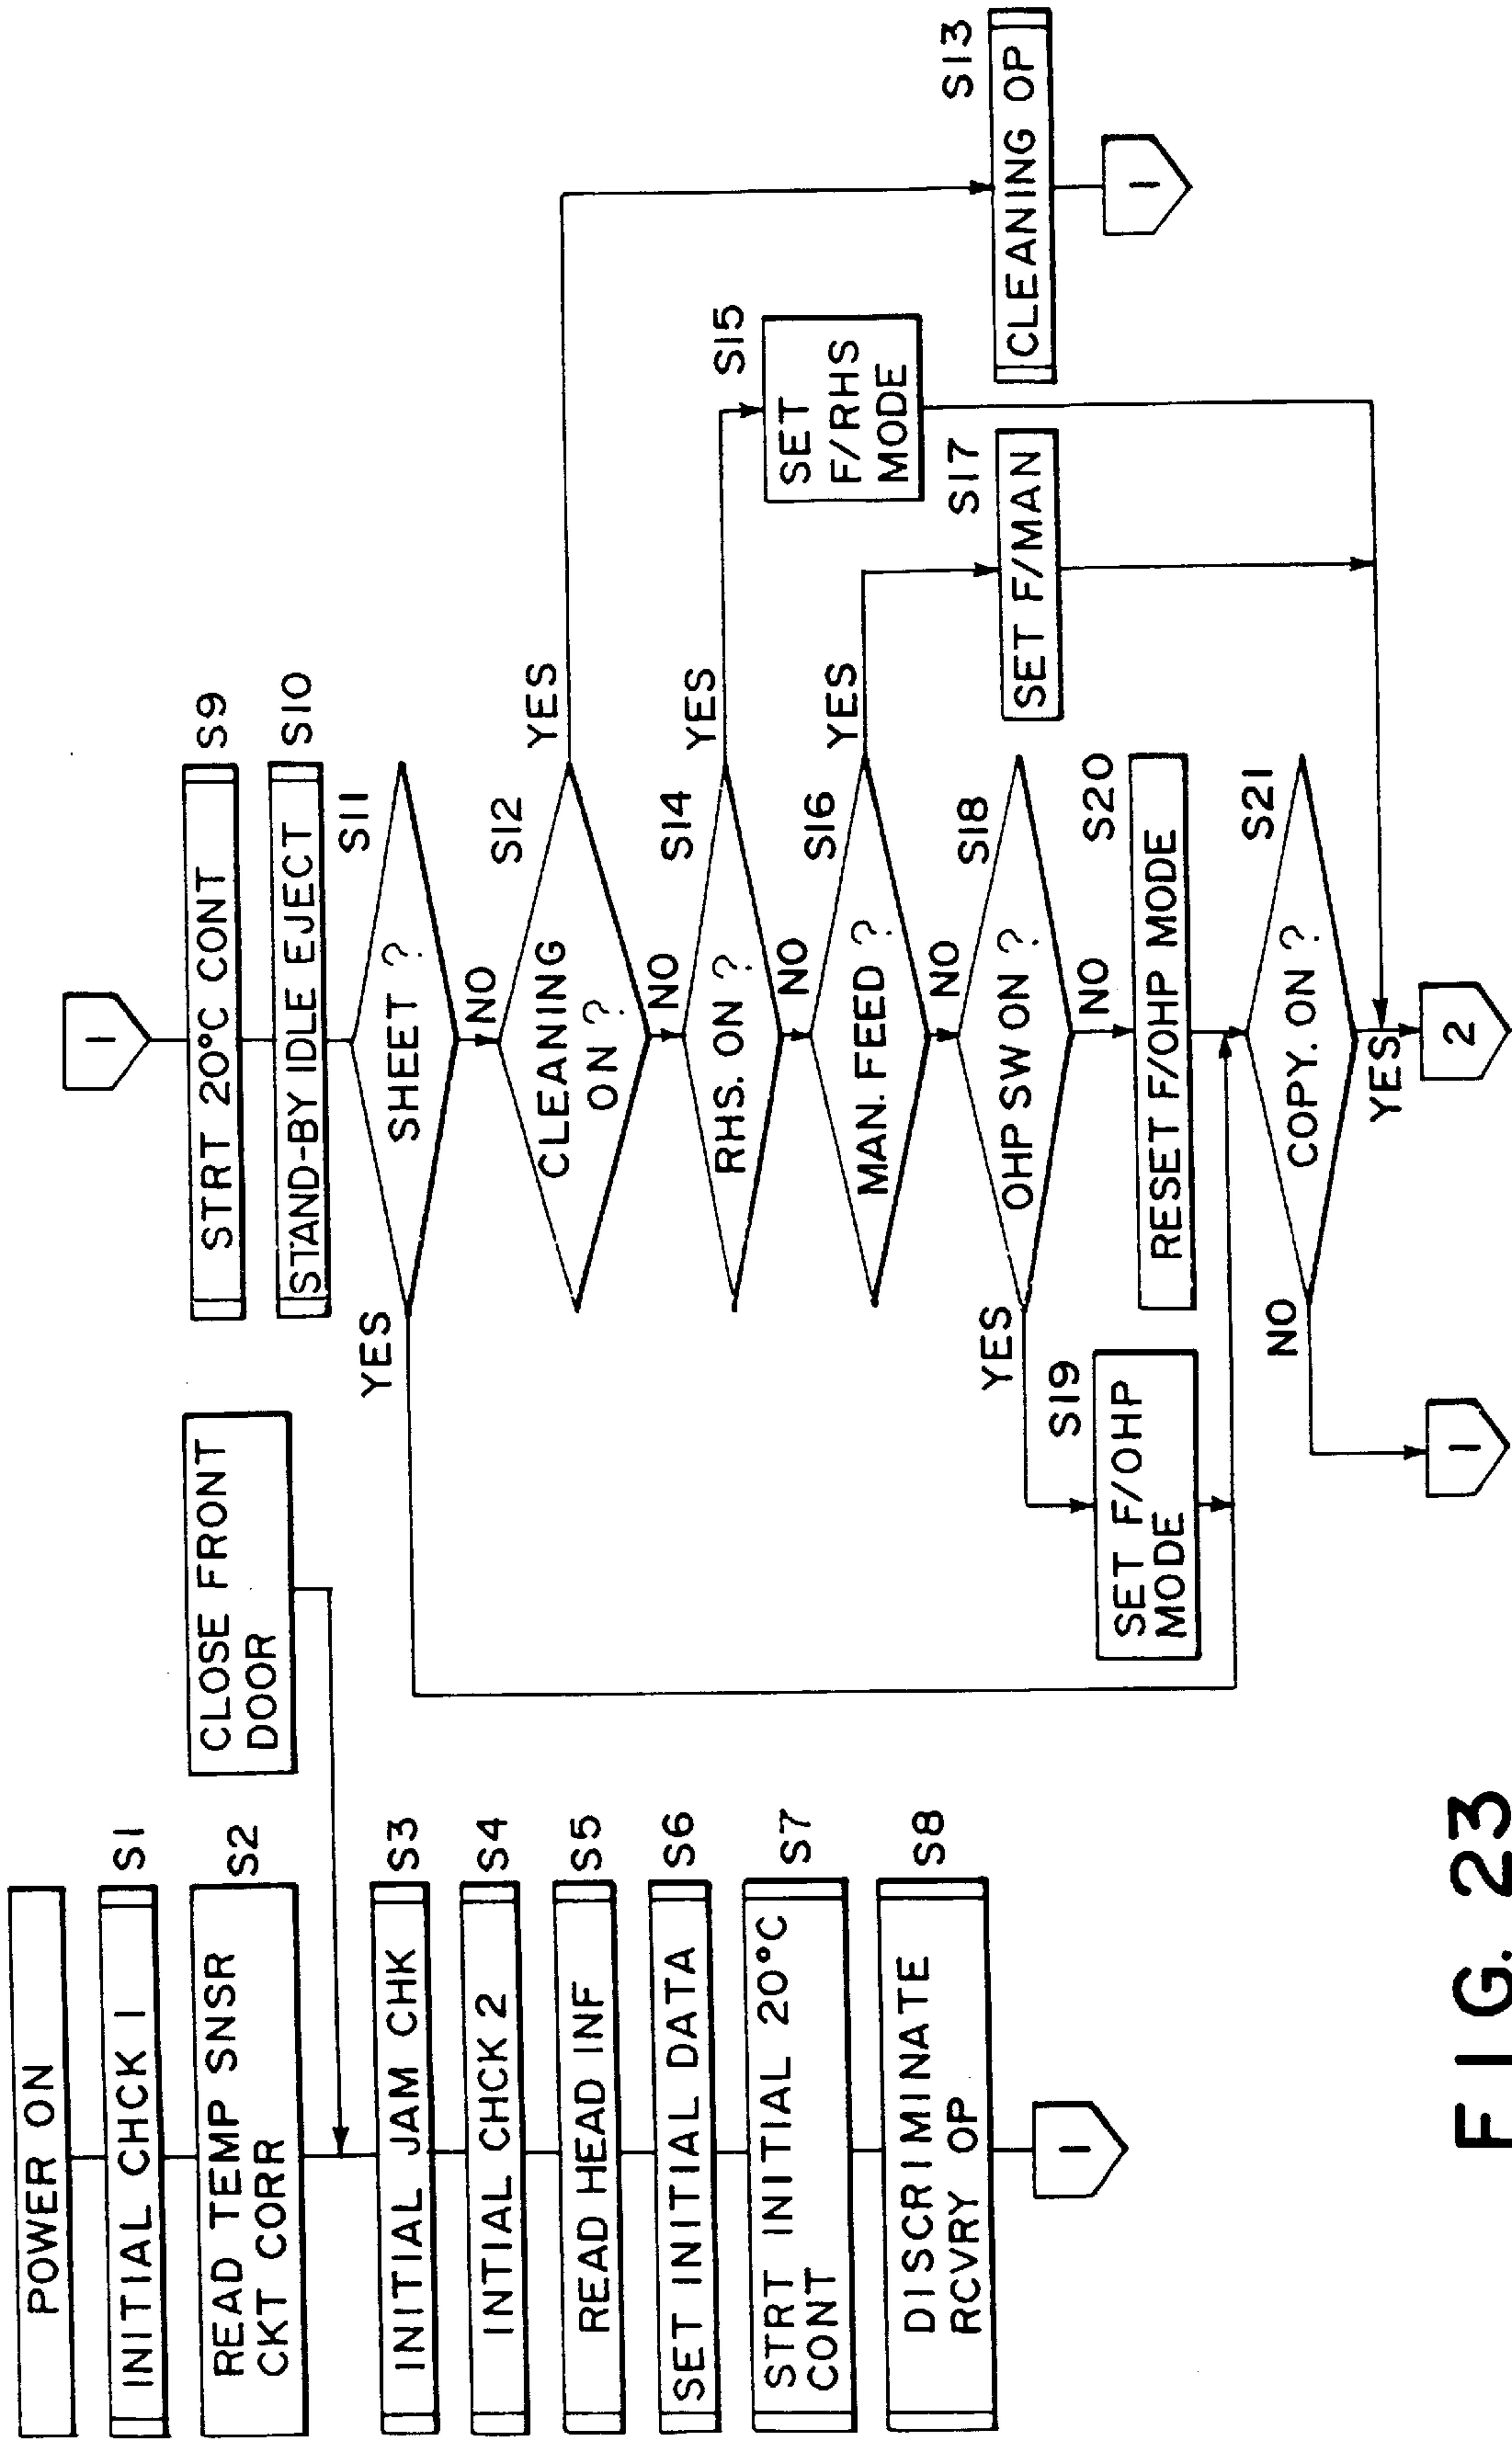 POWER ON
INITIAL CHCK 1
S1
READ TEMP SNSR
CKT CORR
S2
CLOSE FRONT
DOOR
INITIAL JAM CHK
S3
INTIAL CHCK 2
S4
READ HEAD INF
S5
SET INITIAL DATA
S6
STRT INITIAL 20°C
CONT
S7
DISCRIMINATE
RCVRY OP
S8
1
1
STRT 20°C CONT
S9
STAND-BY IDLE EJECT
S10
S11
SHEET ?
YES
NO
S12
CLEANING
ON ?
YES
NO
S13
CLEANING OP
1
S14
RHS. ON ?
YES
NO
S15
SET
F/RHS
MODE
S16
MAN. FEED ?
YES
NO
S17
SET F/MAN
S18
OHP SW ON ?
YES
NO
S19
SET F/OHP
MODE
S20
RESET F/OHP MODE
S21
COPY. ON ?
NO
YES
1
2
FIG. 23